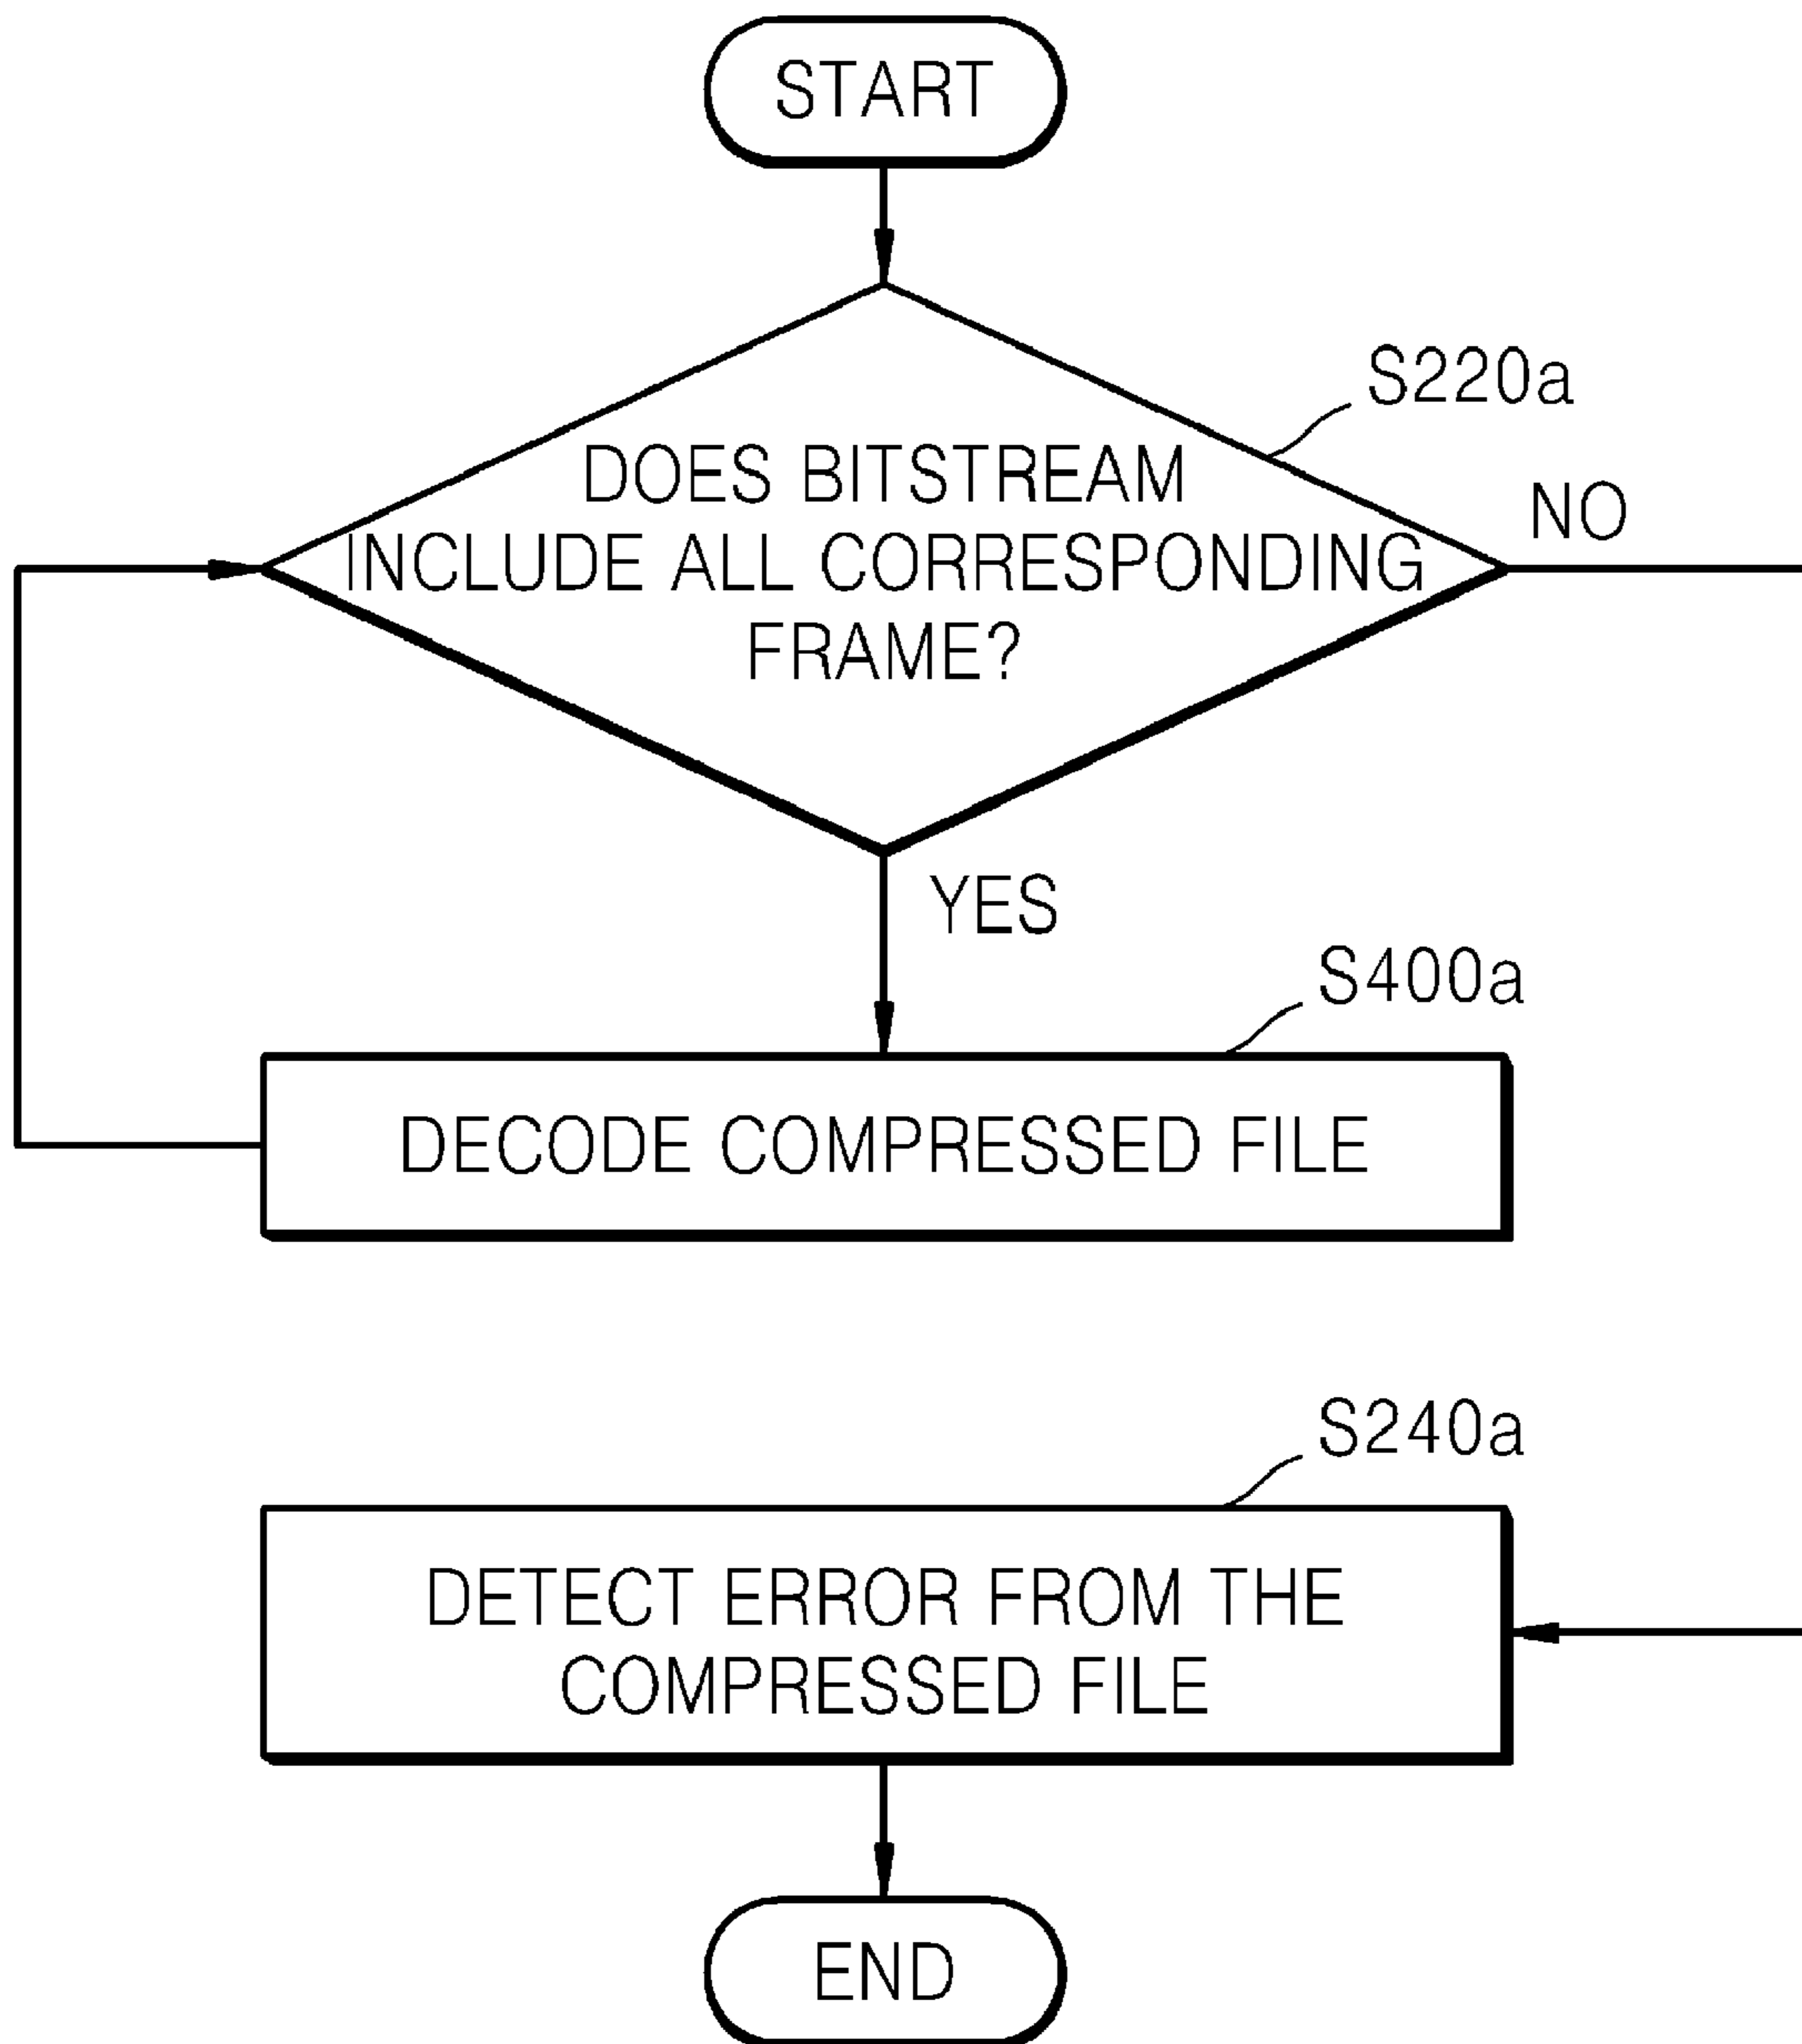 START
S220a
DOES BITSTREAM
INCLUDE ALL CORRESPONDING
FRAME?
NO
YES
S400a
DECODE COMPRESSED FILE
S240a
DETECT ERROR FROM THE
COMPRESSED FILE
END